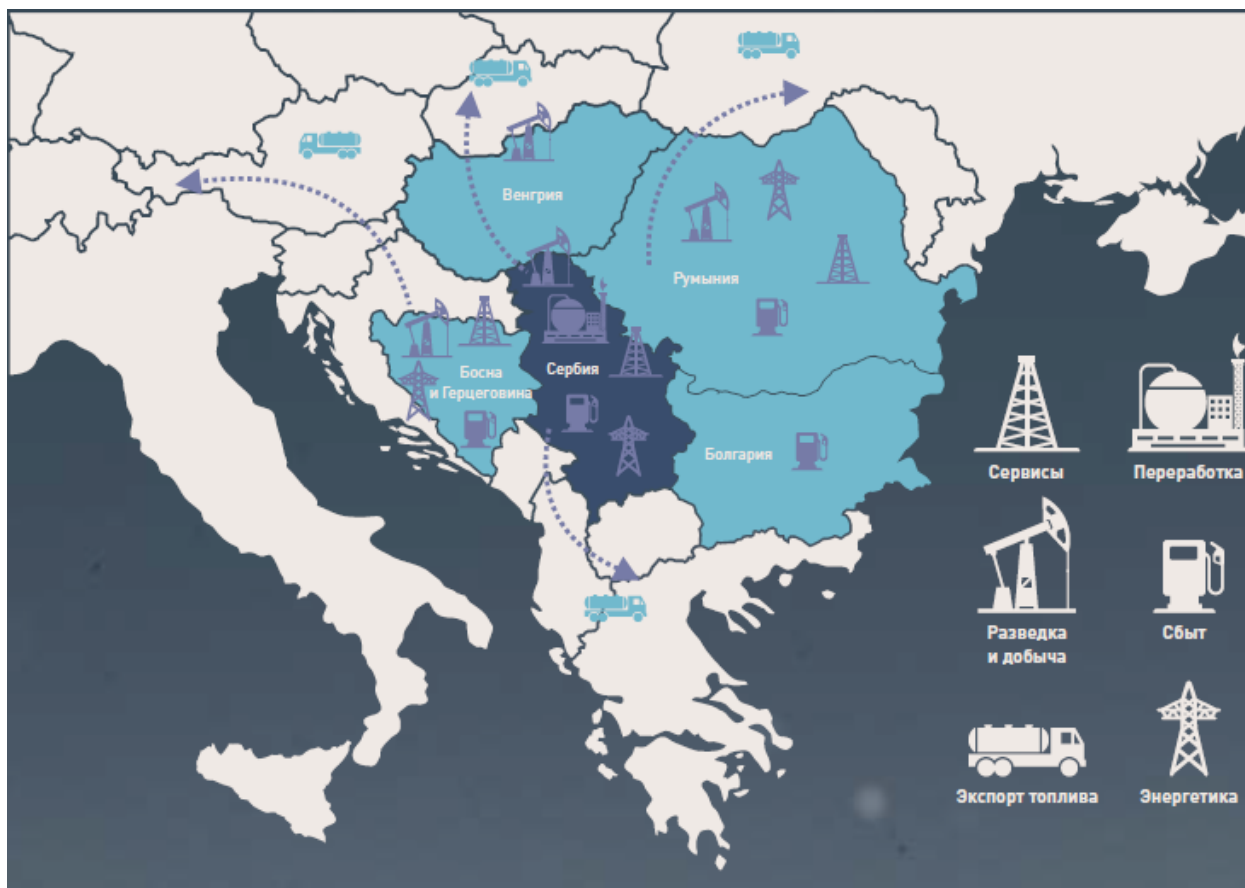 Венгрия
Румыния
Босна
и Герцеговина
Сербия
Болгария
Сервисы
Переработка
Разведка
и добыча
Сбыт
Экспорт топлива
Энергетика